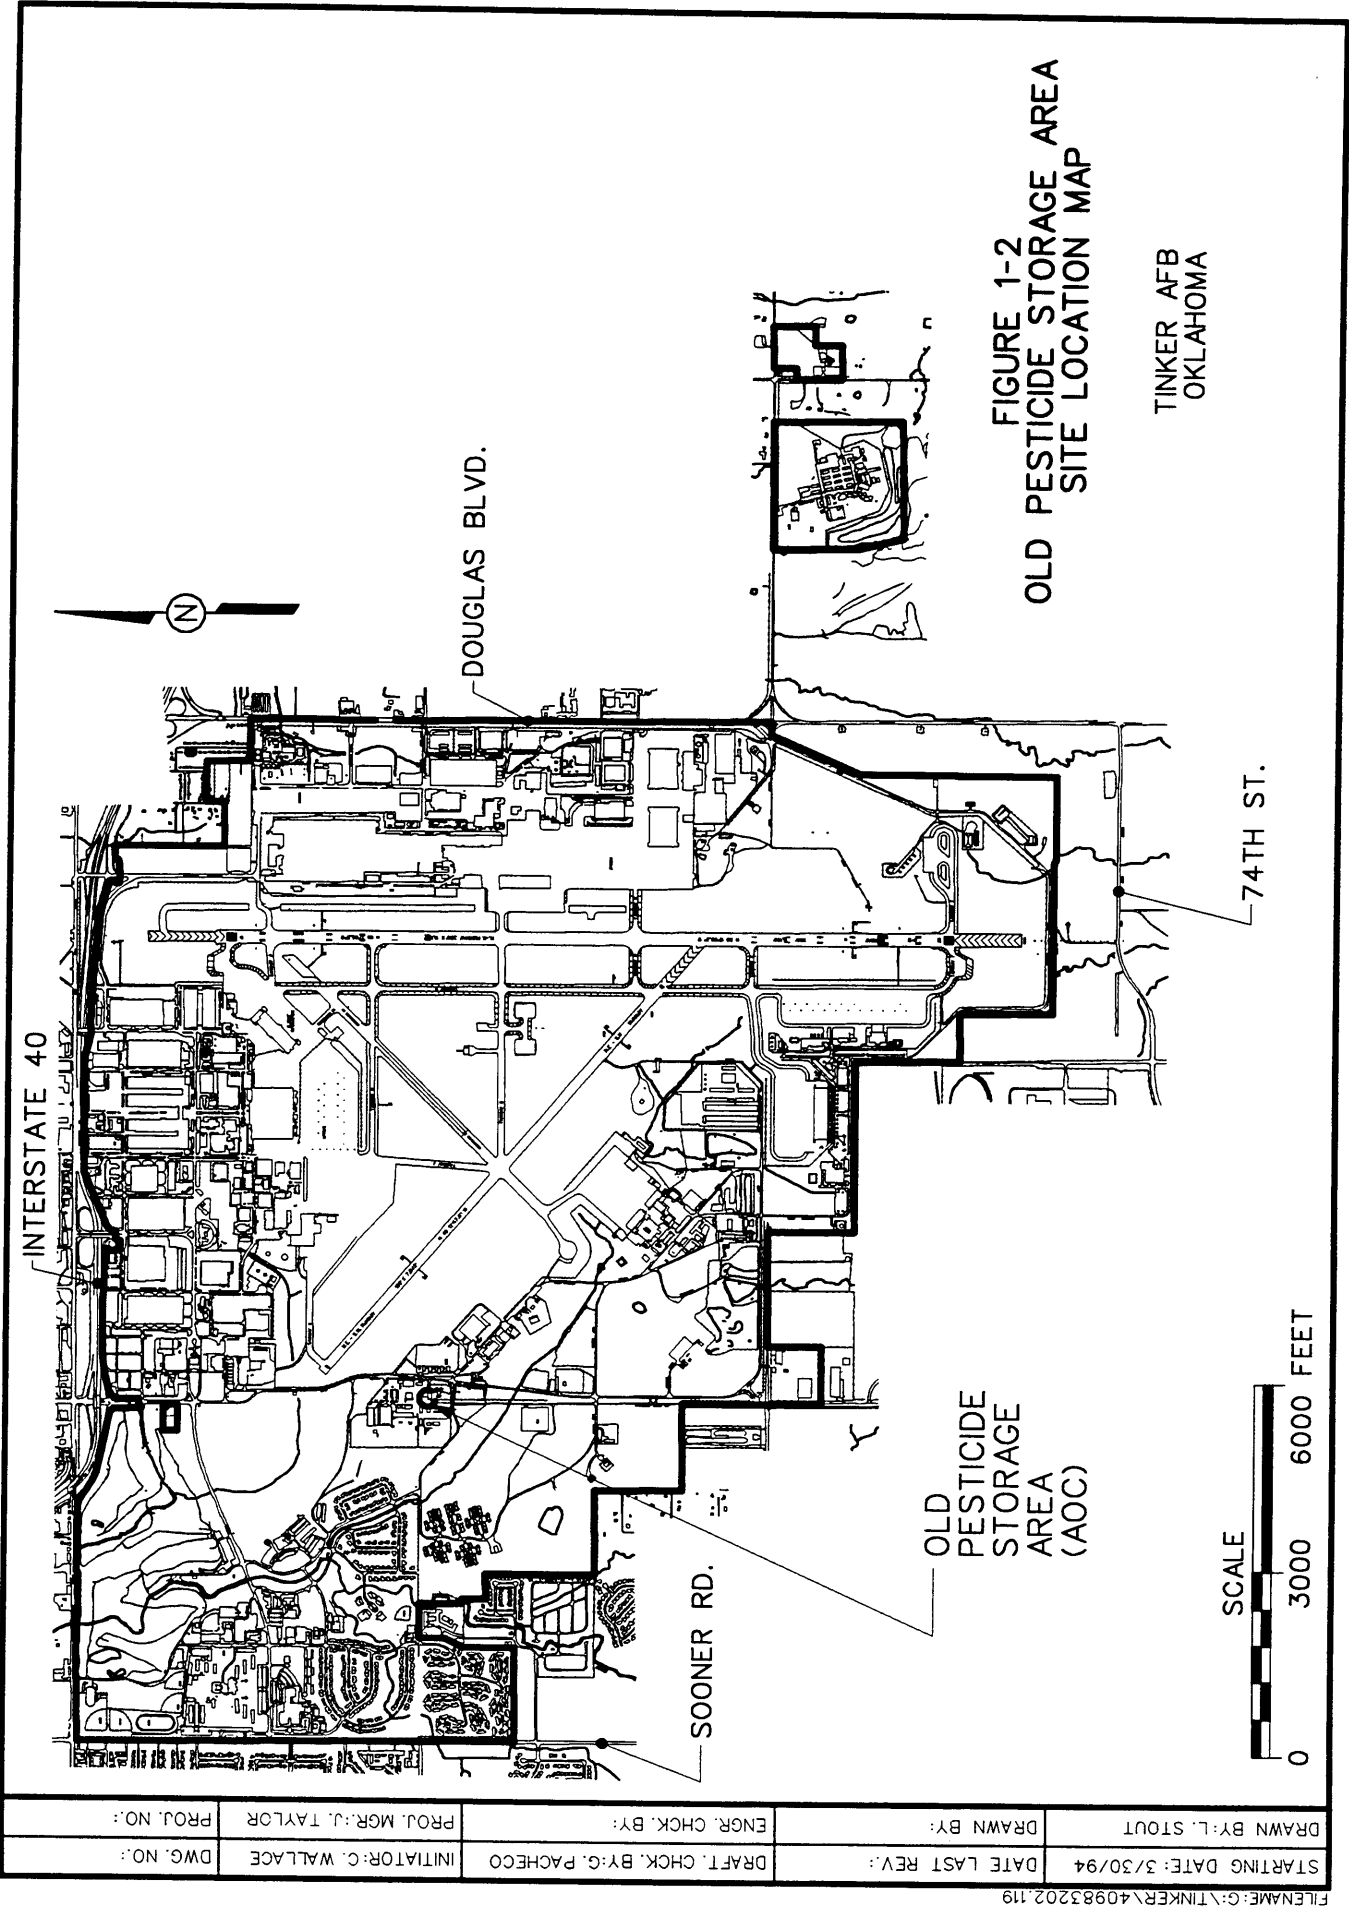 INTERSTATE 40
N
DOUGLAS BLVD.
74TH ST.
SOONER RD.
OLD
PESTICIDE
STORAGE
AREA
(AOC)
SCALE
0 3000 6000 FEET
FIGURE 1-2
OLD PESTICIDE STORAGE AREA
SITE LOCATION MAP
TINKER AFB
OKLAHOMA
STARTING DATE: 3/30/94
DRAWN BY: L. STOUT
DATE LAST REV.:
DRAWN BY:
DRAFT. CHCK. BY: G. PACHECO
ENGR. CHCK. BY:
INITIATOR: C. WALLACE
PROJ. MGR.: J. TAYLOR
DWG. NO.:
PROJ. NO.:
FILENAME: G:\TINKER\40983202.119